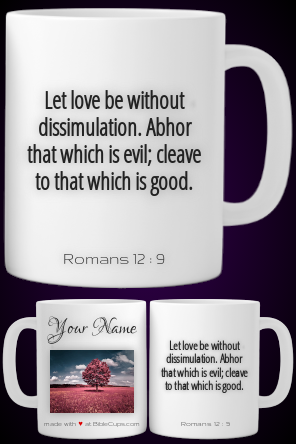 Let love be without
dissimulation. Abhor
that which is evil; cleave
to that which is good.
Romans 12 : 9
Your Name
made with ♥ at BibleCups.com
Let love be without
dissimulation. Abhor
that which is evil; cleave
to that which is good.
Romans 12 : 9